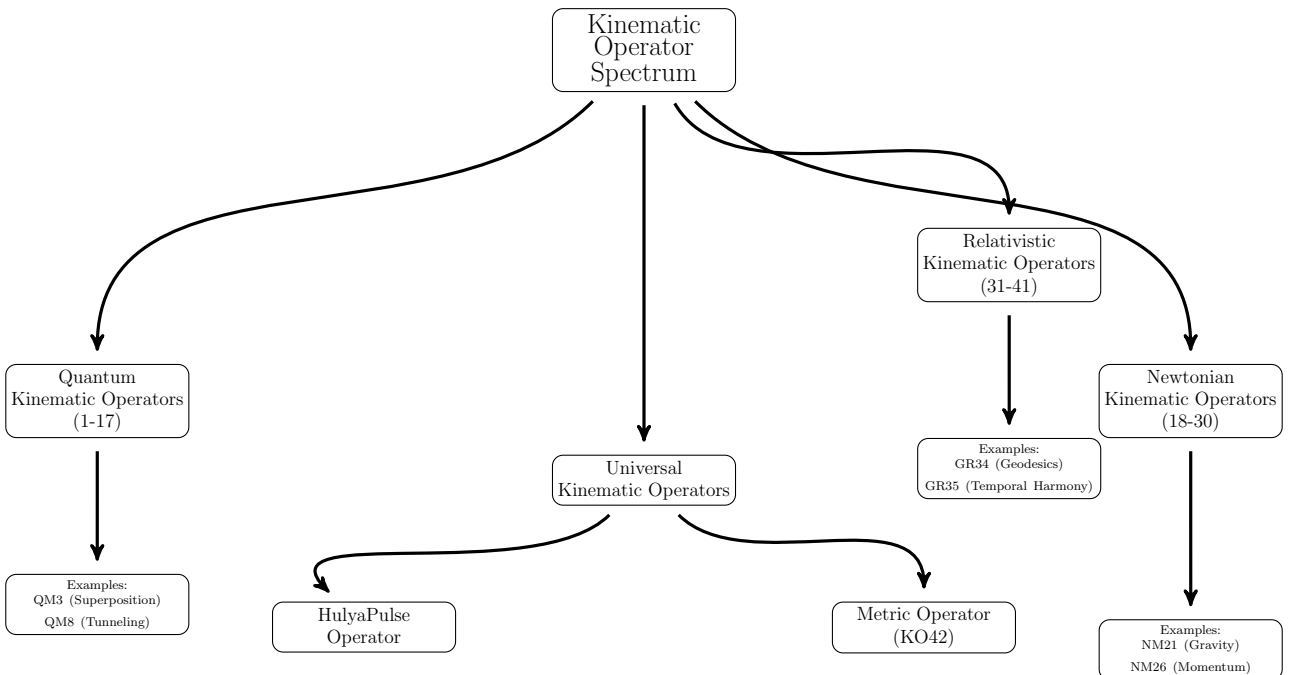 Kinematic
Operator
Spectrum
Relativistic
Kinematic Operators
(31-41)
Quantum
Kinematic Operators
(1-17)
Newtonian
Kinematic Operators
(18-30)
Examples:
GR34 (Geodesics)
GR35 (Temporal Harmony)
Universal
Kinematic Operators
Examples:
QM3 (Superposition)
QM8 (Tunneling)
HulyaPulse
Operator
Metric Operator
(KO42)
Examples:
NM21 (Gravity)
NM26 (Momentum)